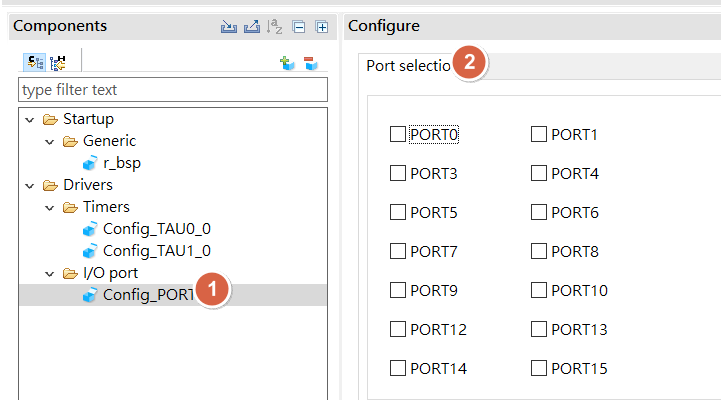 Components
Configure
type filter text
Startup
Generic
r_bsp
Drivers
Timers
Config_TAU0_0
Config_TAU1_0
I/O port
Config_PORT
1
Port selectio
2
PORT0
PORT1
PORT3
PORT4
PORT5
PORT6
PORT7
PORT8
PORT9
PORT10
PORT12
PORT13
PORT14
PORT15